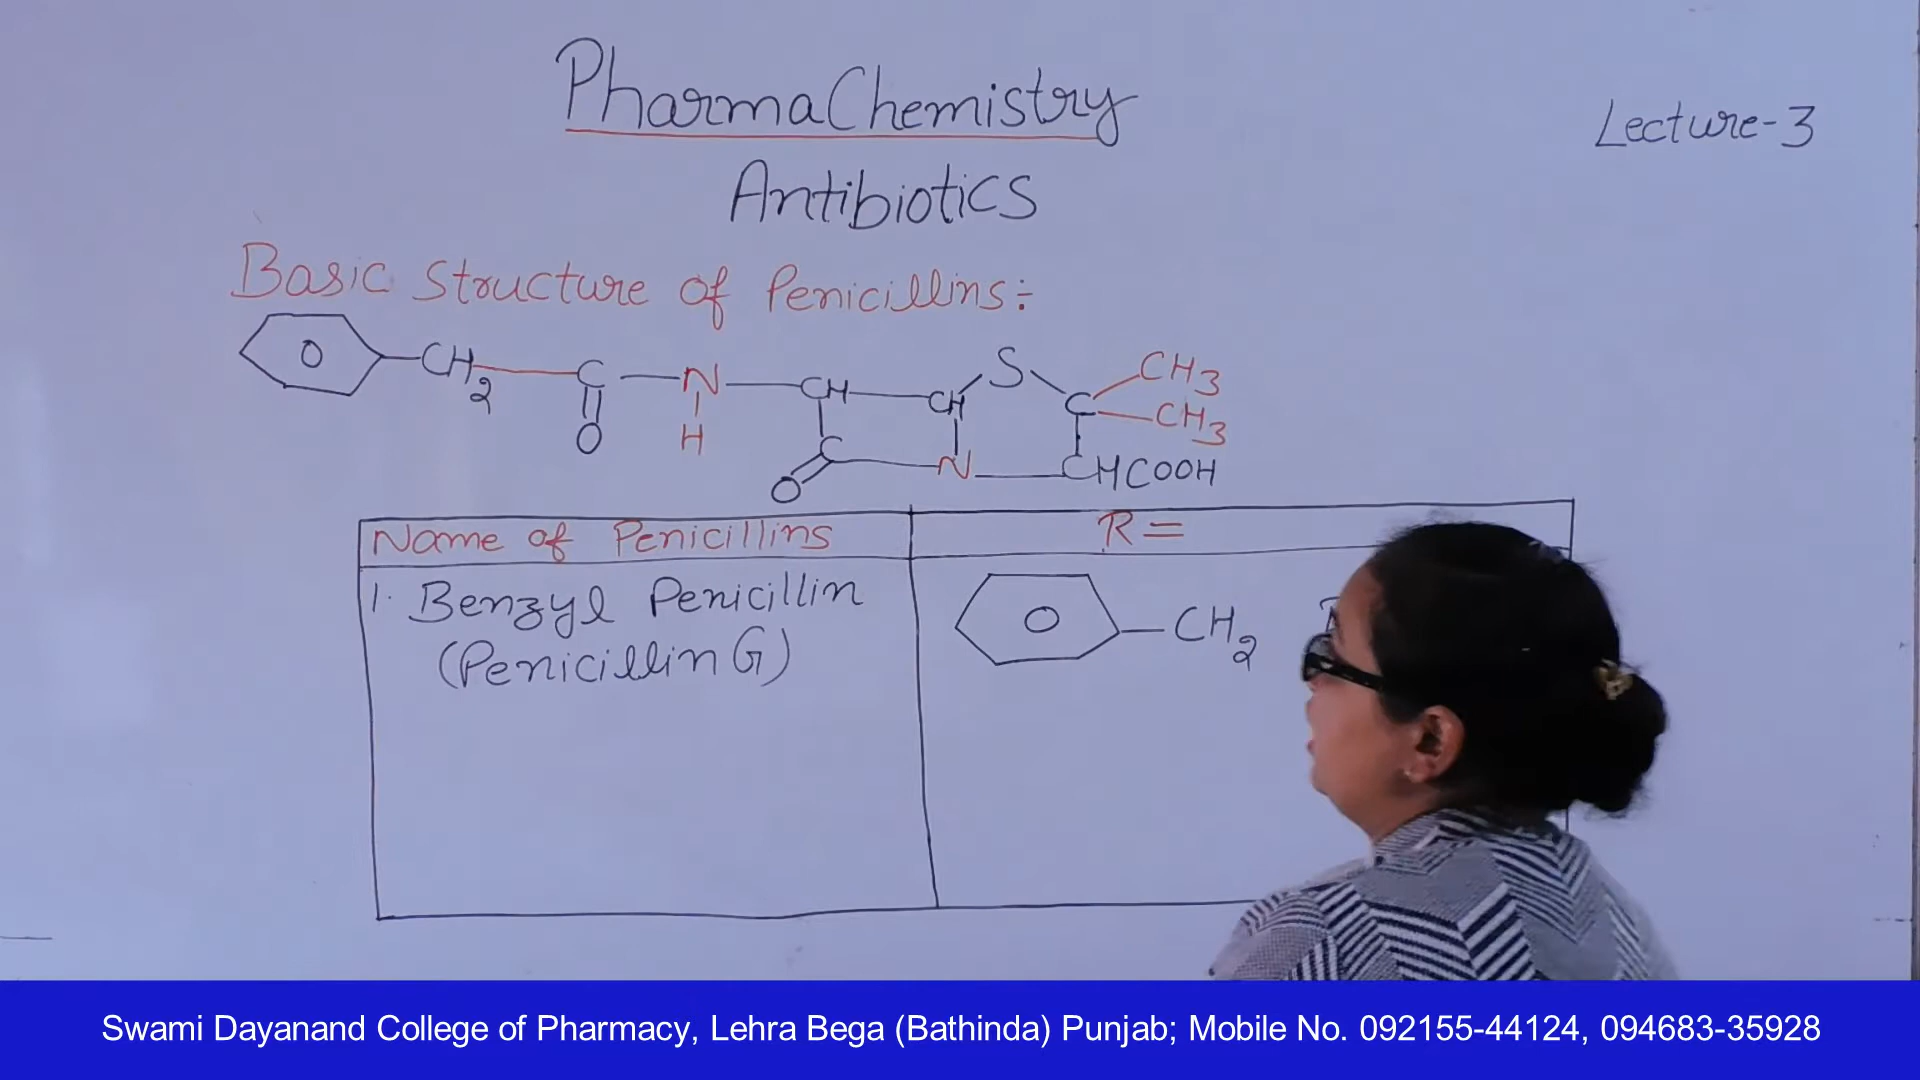 PharmaChemistry
Lecture-3
Antibiotics
Basic Structure of Penicillins:
O CH2 C N CH CH S C CH3
CH3
O H C N CHCOOH
O
Name of Penicillins R =
1. Benzyl Penicillin O CH2
(Penicillin G)
Swami Dayanand College of Pharmacy, Lehra Bega (Bathinda) Punjab; Mobile No. 092155-44124, 094683-35928